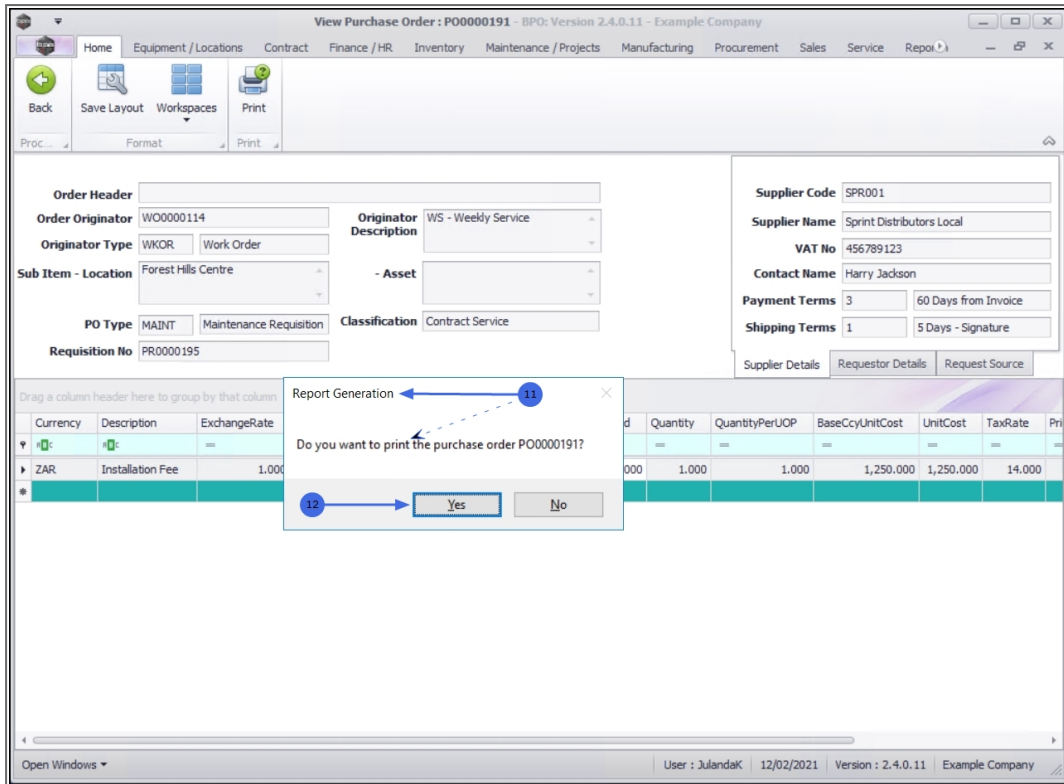 View Purchase Order : PO0000191 - BPO: Version 2.4.0.11 - Example Company
Home Equipment / Locations Contract Finance / HR Inventory Maintenance / Projects Manufacturing Procurement Sales Service Repor
Back Save Layout Workspaces Print
Proc... Format Print
Order Header
Order Originator WO0000114 Originator Description WS - Weekly Service
Originator Type WKOR Work Order
Sub Item - Location Forest Hills Centre - Asset
PO Type MAINT Maintenance Requisition Classification Contract Service
Requisition No PR0000195
Supplier Code SPR001
Supplier Name Sprint Distributors Local
VAT No 456789123
Contact Name Harry Jackson
Payment Terms 3 60 Days from Invoice
Shipping Terms 1 5 Days - Signature
Supplier Details Requestor Details Request Source
Drag a column header here to group by that column
Currency Description ExchangeRate d Quantity QuantityPerUOP BaseCcyUnitCost UnitCost TaxRate Pri
= = = = = = =
ZAR Installation Fee 1.000 000 1.000 1.000 1,250.000 1,250.000 14.000
Report Generation 11
Do you want to print the purchase order PO0000191?
12 Yes No
Open Windows User : JulandaK 12/02/2021 Version : 2.4.0.11 Example Company